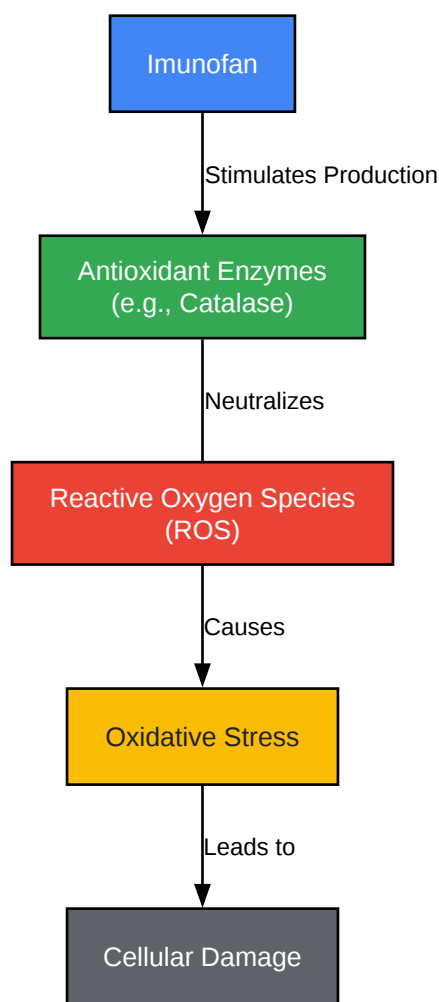 Imunofan
Stimulates Production
Antioxidant Enzymes
(e.g., Catalase)
Neutralizes
Reactive Oxygen Species
(ROS)
Causes
Oxidative Stress
Leads to
Cellular Damage